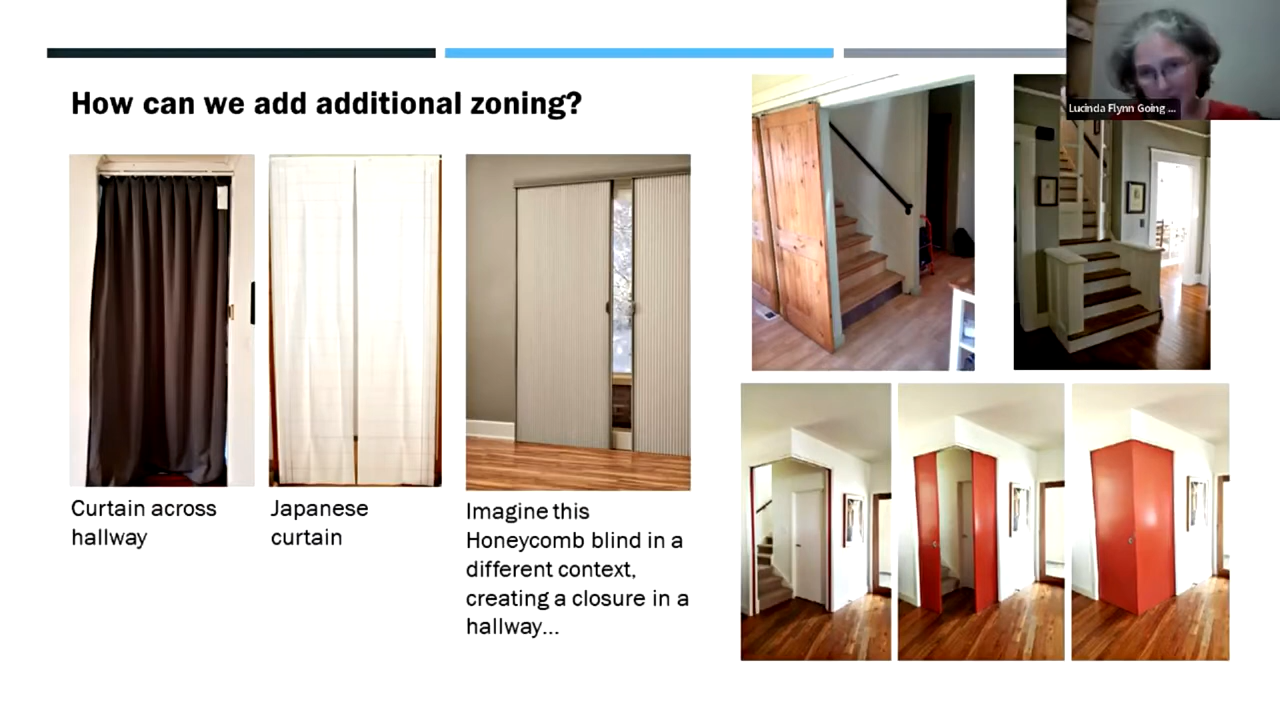 How can we add additional zoning?
Lucinda Flynn Going ...
Curtain across
hallway
Japanese
curtain
Imagine this
Honeycomb blind in a
different context,
creating a closure in a
hallway...